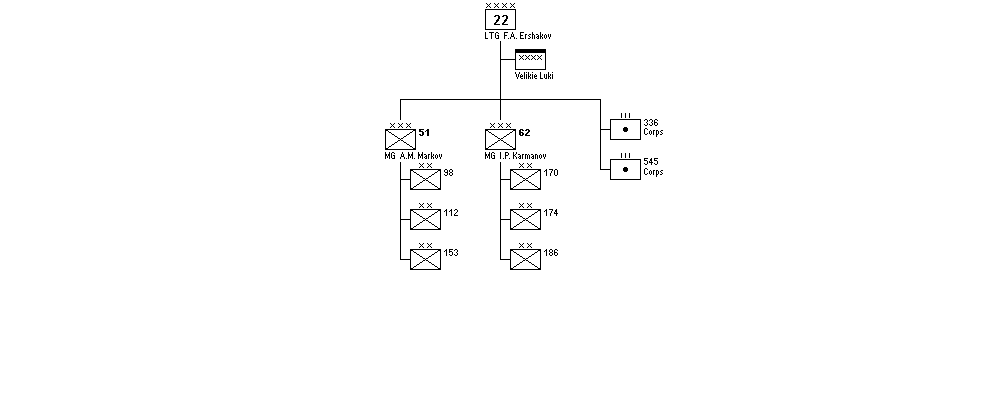 XXXX
22
LTG F.A. Ershakov
XXXX
Velikie Luki
XXX
51
MG A.M. Markov
XX
98
XX
112
XX
153
XXX
62
MG I.P. Karmanov
XX
170
XX
174
XX
186
III
336
Corps
III
545
Corps